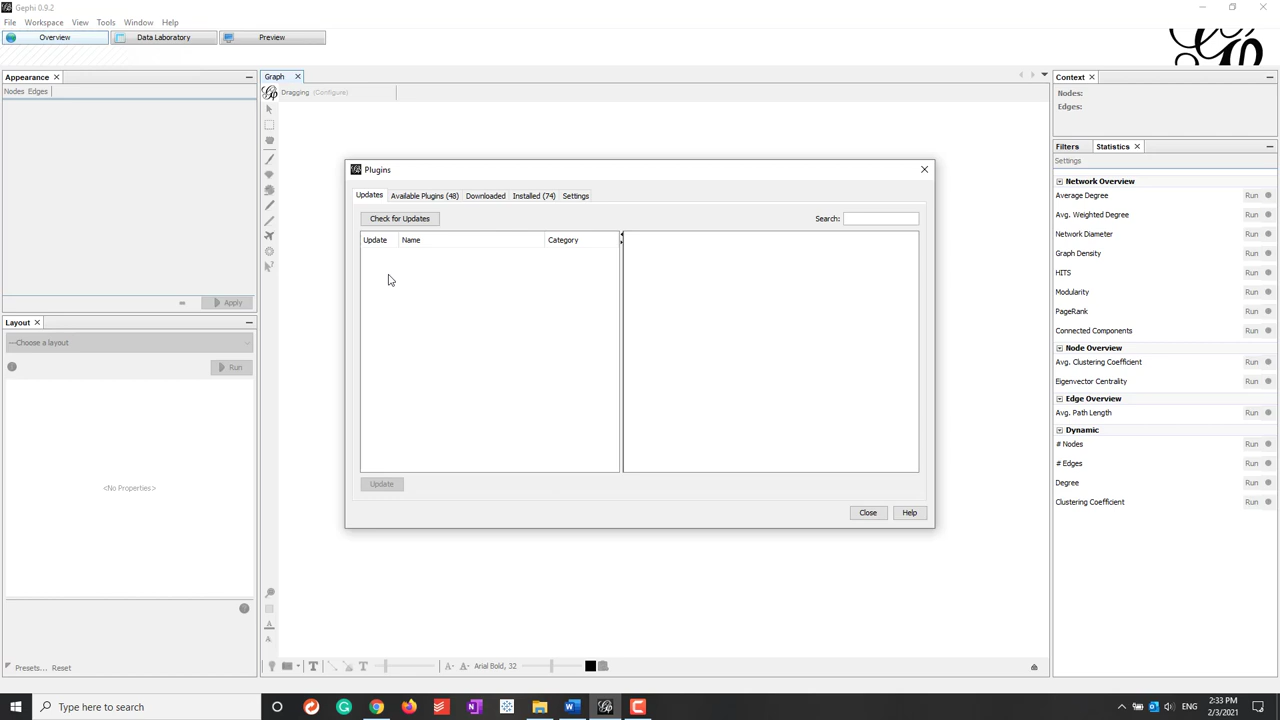 Gephi 0.9.2
File Workspace View Tools Window Help
Overview Data Laboratory Preview
Appearance
Nodes Edges
Apply
Layout
---Choose a layout
Run
<No Properties>
Presets... Reset
Graph
Dragging (Configure)
Arial Bold, 32
Plugins
Updates Available Plugins (48) Downloaded Installed (74) Settings
Check for Updates Search:
Update Name Category
Update
Close Help
Context
Nodes:
Edges:
Filters Statistics
Settings
Network Overview
Average Degree Run
Avg. Weighted Degree Run
Network Diameter Run
Graph Density Run
HITS Run
Modularity Run
PageRank Run
Connected Components Run
Node Overview
Avg. Clustering Coefficient Run
Eigenvector Centrality Run
Edge Overview
Avg. Path Length Run
Dynamic
# Nodes Run
# Edges Run
Degree Run
Clustering Coefficient Run
Type here to search
ENG
2:33 PM
2/3/2021